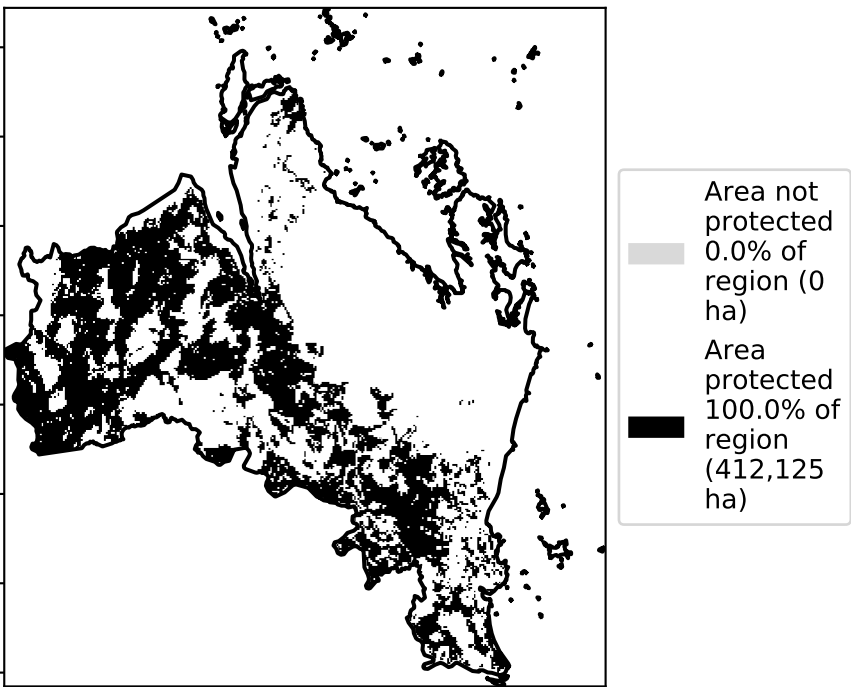 Area not
protected
0.0% of
region (0
ha)
Area
protected
100.0% of
region
(412,125
ha)